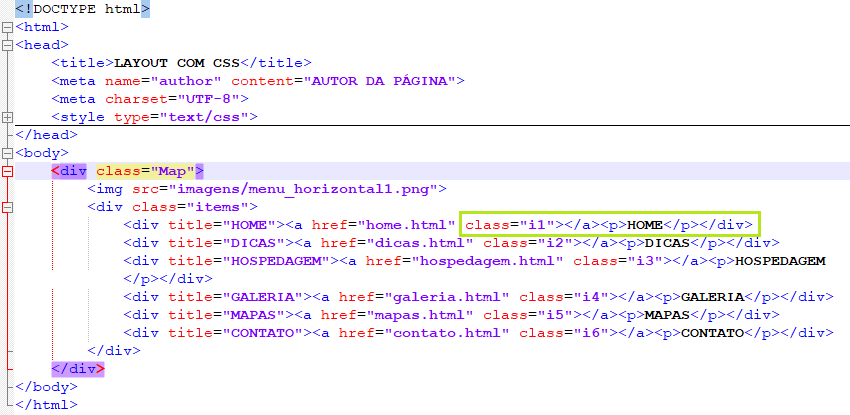 <!DOCTYPE html>
<html>
<head>
<title>LAYOUT COM CSS</title>
<meta name="author" content="AUTOR DA PÁGINA">
<meta charset="UTF-8">
<style type="text/css">
</head>
<body>
<div class="Map">
<img src="imagens/menu_horizontal1.png">
<div class="items">
<div title="HOME"><a href="home.html" class="i1"></a><p>HOME</p></div>
<div title="DICAS"><a href="dicas.html" class="i2"></a><p>DICAS</p></div>
<div title="HOSPEDAGEM"><a href="hospedagem.html" class="i3"></a><p>HOSPEDAGEM
</p></div>
<div title="GALERIA"><a href="galeria.html" class="i4"></a><p>GALERIA</p></div>
<div title="MAPAS"><a href="mapas.html" class="i5"></a><p>MAPAS</p></div>
<div title="CONTATO"><a href="contato.html" class="i6"></a><p>CONTATO</p></div>
</div>
</div>
</body>
</html>